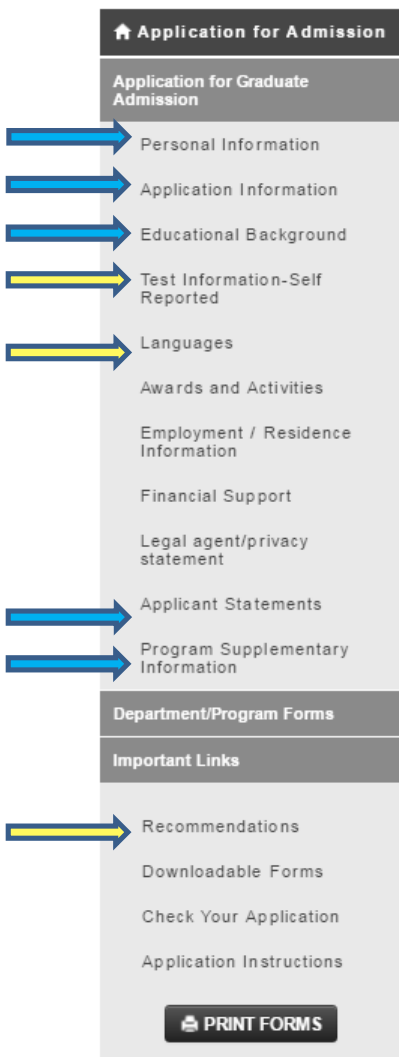 Application for Admission
Application for Graduate
Admission
Personal Information
Application Information
Educational Background
Test Information-Self
Reported
Languages
Awards and Activities
Employment / Residence
Information
Financial Support
Legal agent/privacy
statement
Applicant Statements
Program Supplementary
Information
Department/Program Forms
Important Links
Recommendations
Downloadable Forms
Check Your Application
Application Instructions
PRINT FORMS